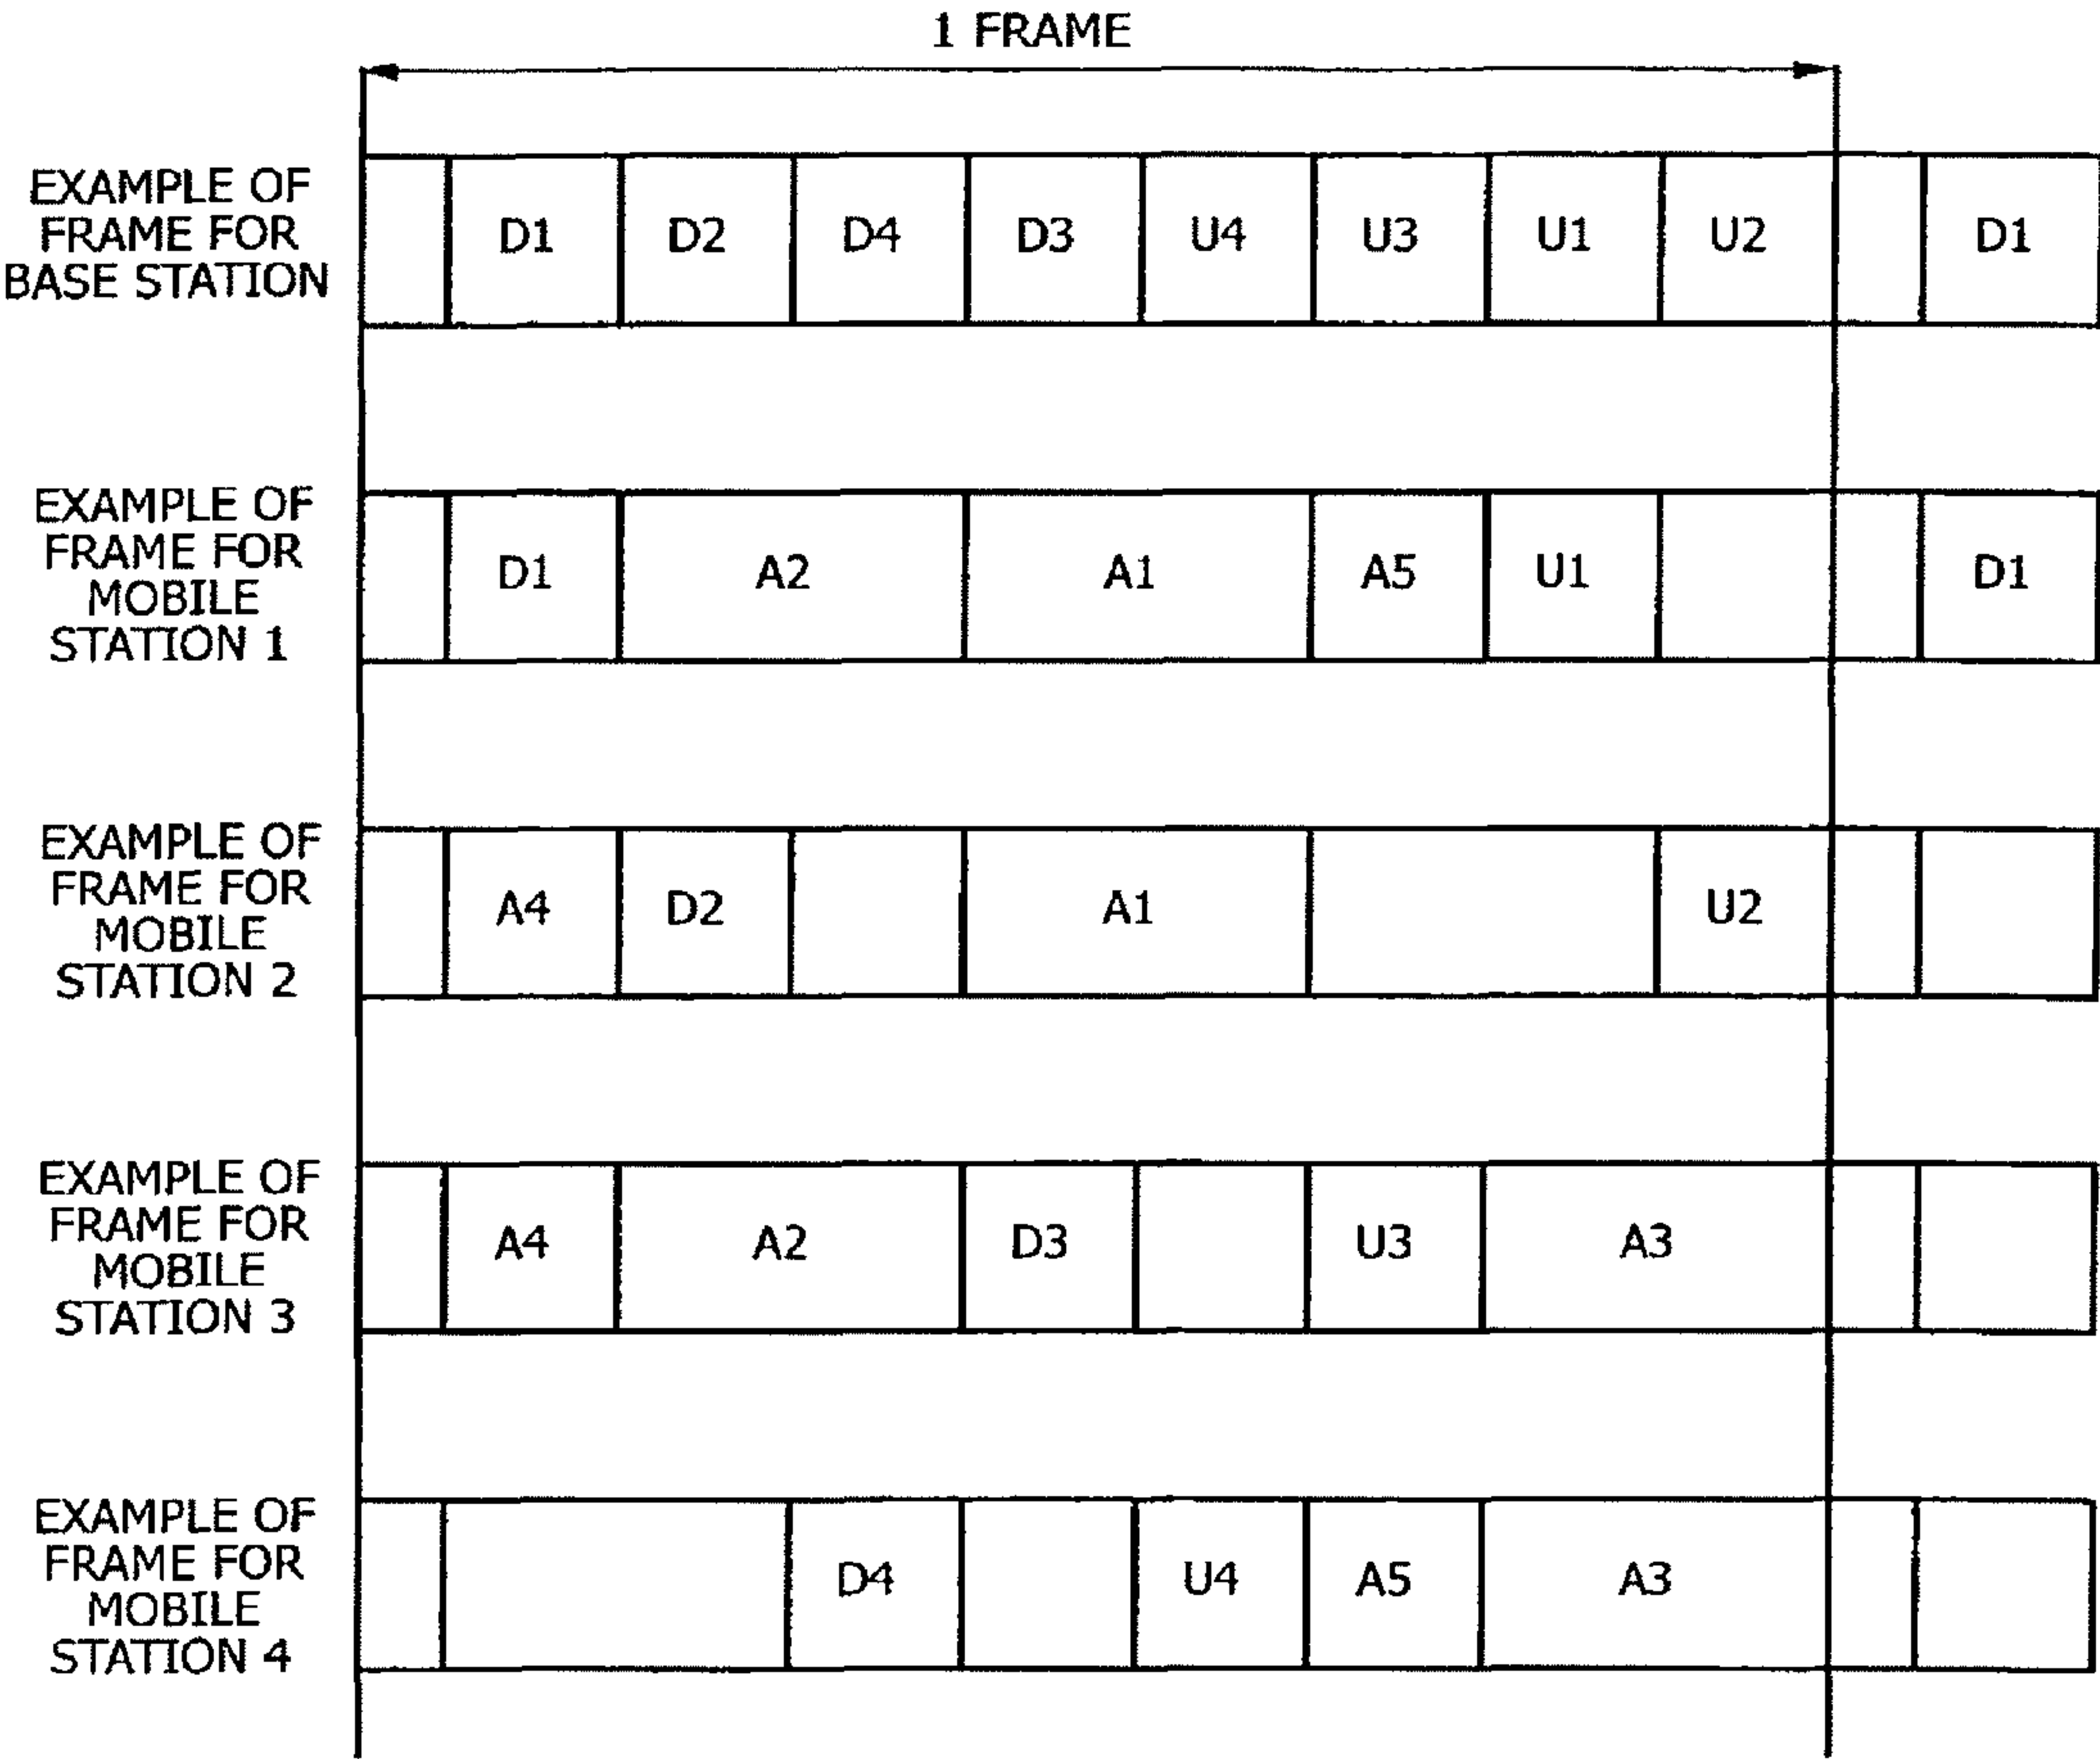 1 FRAME
EXAMPLE OF
FRAME FOR
BASE STATION
D1 D2 D4 D3 U4 U3 U1 U2 D1
EXAMPLE OF
FRAME FOR
MOBILE
STATION 1
D1 A2 A1 A5 U1 D1
EXAMPLE OF
FRAME FOR
MOBILE
STATION 2
A4 D2 A1 U2
EXAMPLE OF
FRAME FOR
MOBILE
STATION 3
A4 A2 D3 U3 A3
EXAMPLE OF
FRAME FOR
MOBILE
STATION 4
D4 U4 A5 A3